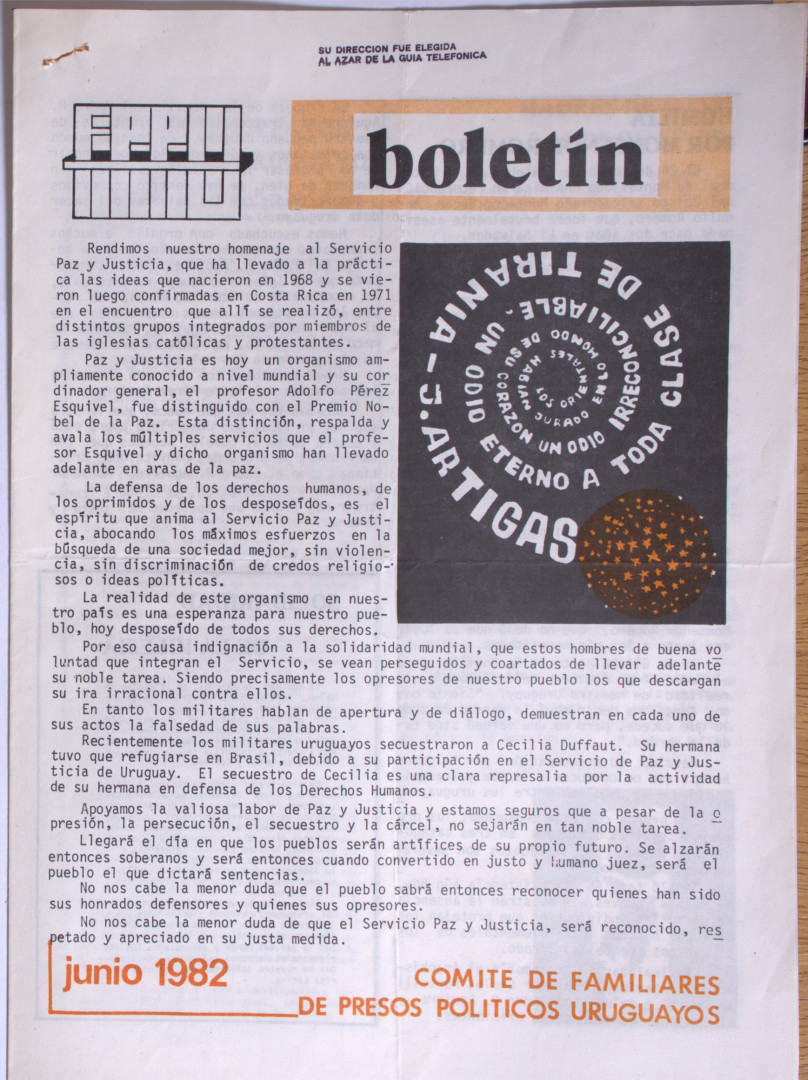 SU DIRECCION FUE ELEGIDA
AL AZAR DE LA GUIA TELEFONICA
boletín
Rendimos nuestro homenaje al Servicio
Paz y Justicia, que ha llevado a la prácti-
ca las ideas que nacieron en 1968 y se vie-
ron luego confirmadas en Costa Rica en 1971
en el encuentro que allí se realizó, entre
distintos grupos integrados por miembros de
las iglesias católicas y protestantes.
Paz y Justicia es hoy un organismo am-
pliamente conocido a nivel mundial y su cor
dinador general, el profesor Adolfo Pérez
Esquivel, fue distinguido con el Premio No-
bel de la Paz. Esta distinción, respalda y
avala los múltiples servicios que el profe-
sor Esquivel y dicho organismo han llevado
adelante en aras de la paz.
La defensa de los derechos humanos, de
los oprimidos y de los desposeídos, es el
espíritu que anima al Servicio Paz y Justi-
cia, abocando los máximos esfuerzos en la
búsqueda de una sociedad mejor, sin violen-
cia, sin discriminación de credos religio-
sos o ideas políticas.
La realidad de este organismo en nues-
tro país es una esperanza para nuestro pue-
blo, hoy desposeído de todos sus derechos.
LOS ORIENTALES HABIAN JURADO EN LO HONDO DE SU CORAZON UN ODIO IRRECONCILIABLE, UN ODIO ETERNO A TODA CLASE DE TIRANIA - J. ARTIGAS
Por eso causa indignación a la solidaridad mundial, que estos hombres de buena vo
luntad que integran el Servicio, se vean perseguidos y coartados de llevar adelante
su noble tarea. Siendo precisamente los opresores de nuestro pueblo los que descargan
su ira irracional contra ellos.
En tanto los militares hablan de apertura y de diálogo, demuestran en cada uno de
sus actos la falsedad de sus palabras.
Recientemente los militares uruguayos secuestraron a Cecilia Duffaut. Su hermana
tuvo que refugiarse en Brasil, debido a su participación en el Servicio de Paz y Jus-
ticia de Uruguay. El secuestro de Cecilia es una clara represalia por la actividad
de su hermana en defensa de los Derechos Humanos.
Apoyamos la valiosa labor de Paz y Justicia y estamos seguros que a pesar de la o
presión, la persecución, el secuestro y la cárcel, no sejarán en tan noble tarea.
Llegará el día en que los pueblos serán artífices de su propio futuro. Se alzarán
entonces soberanos y será entonces cuando convertido en justo y humano juez, será el
pueblo el que dictará sentencias.
No nos cabe la menor duda que el pueblo sabrá entonces reconocer quienes han sido
sus honrados defensores y quienes sus opresores.
No nos cabe la menor duda de que el Servicio Paz y Justicia, será reconocido, res
petado y apreciado en su justa medida.
junio 1982
COMITE DE FAMILIARES
DE PRESOS POLITICOS URUGUAYOS